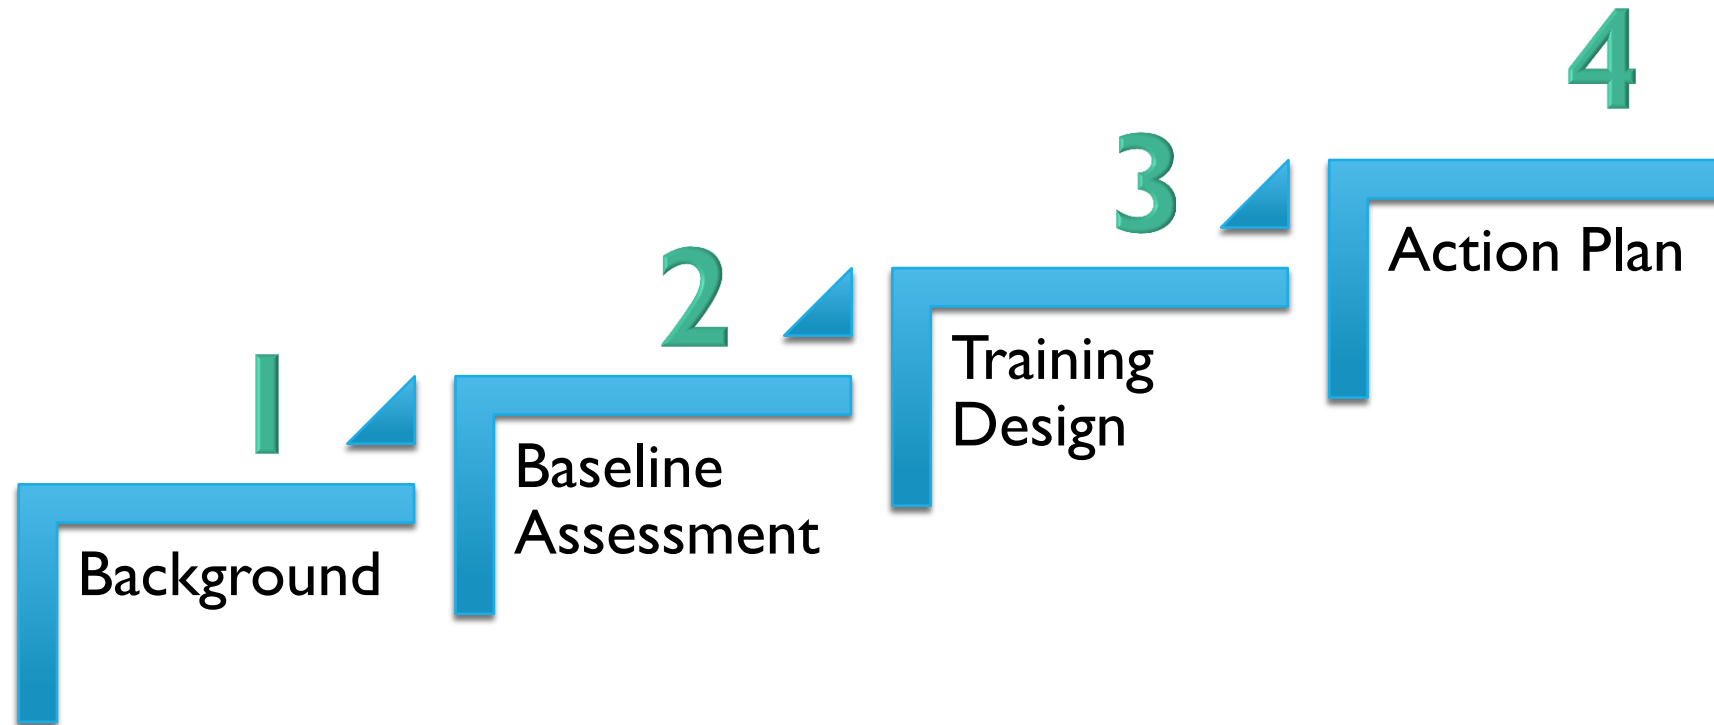 1
Background
2
Baseline
Assessment
3
Training
Design
4
Action Plan